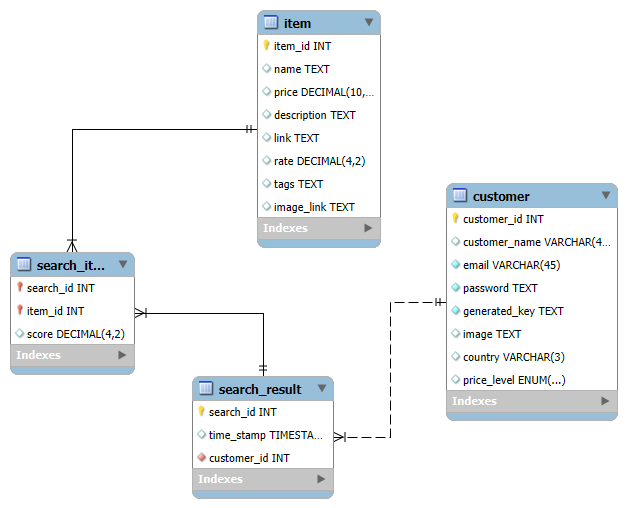 item
item_id INT
name TEXT
price DECIMAL(10,...
description TEXT
link TEXT
rate DECIMAL(4,2)
tags TEXT
image_link TEXT
Indexes
customer
customer_id INT
customer_name VARCHAR(4...
email VARCHAR(45)
password TEXT
generated_key TEXT
image TEXT
country VARCHAR(3)
price_level ENUM(...)
Indexes
search_it...
search_id INT
item_id INT
score DECIMAL(4,2)
Indexes
search_result
search_id INT
time_stamp TIMESTA...
customer_id INT
Indexes